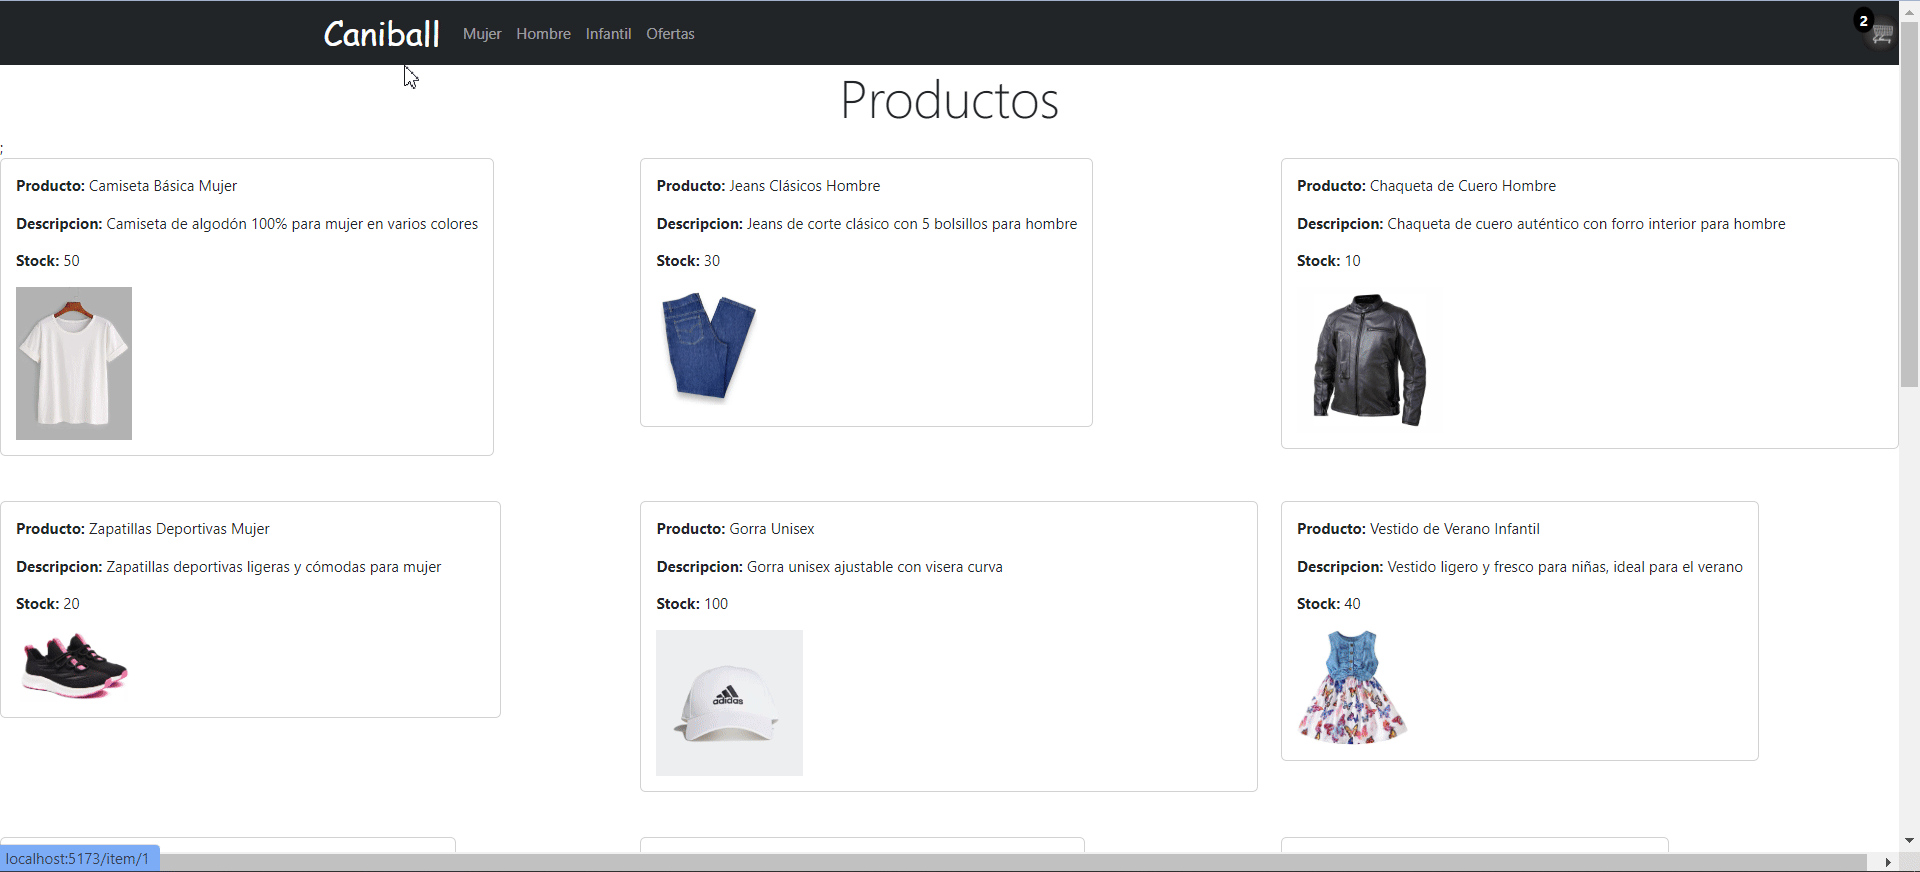 Caniball Mujer Hombre Infantil Ofertas 2
Productos
;
Producto: Camiseta Básica Mujer
Descripcion: Camiseta de algodón 100% para mujer en varios colores
Stock: 50
Producto: Jeans Clásicos Hombre
Descripcion: Jeans de corte clásico con 5 bolsillos para hombre
Stock: 30
Producto: Chaqueta de Cuero Hombre
Descripcion: Chaqueta de cuero auténtico con forro interior para hombre
Stock: 10
Producto: Zapatillas Deportivas Mujer
Descripcion: Zapatillas deportivas ligeras y cómodas para mujer
Stock: 20
Producto: Gorra Unisex
Descripcion: Gorra unisex ajustable con visera curva
Stock: 100
adidas
Producto: Vestido de Verano Infantil
Descripcion: Vestido ligero y fresco para niñas, ideal para el verano
Stock: 40
localhost:5173/item/1